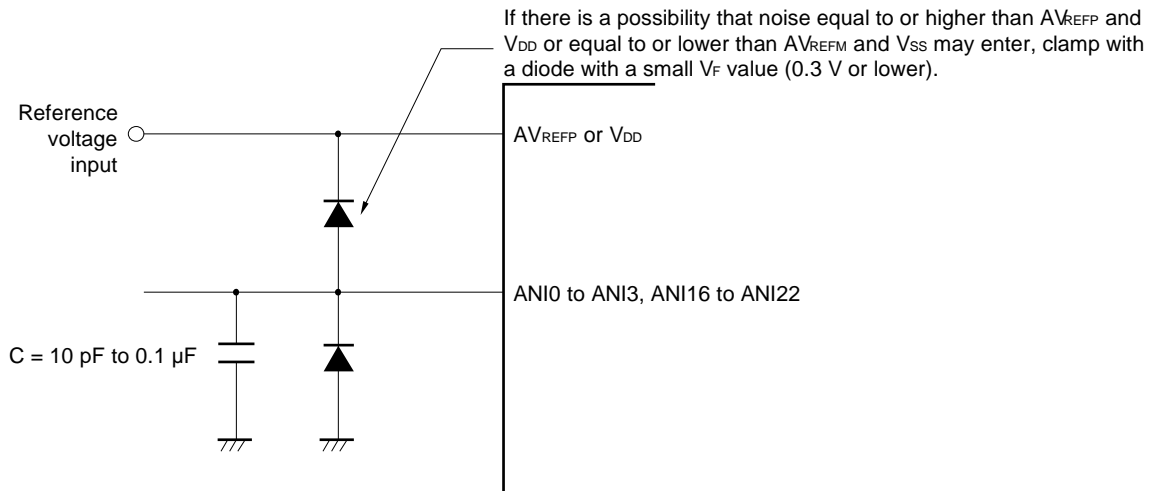 If there is a possibility that noise equal to or higher than AVREFP and
VDD or equal to or lower than AVREFM and VSS may enter, clamp with
a diode with a small VF value (0.3 V or lower).
Reference
voltage
input
AVREFP or VDD
ANI0 to ANI3, ANI16 to ANI22
C = 10 pF to 0.1 μF